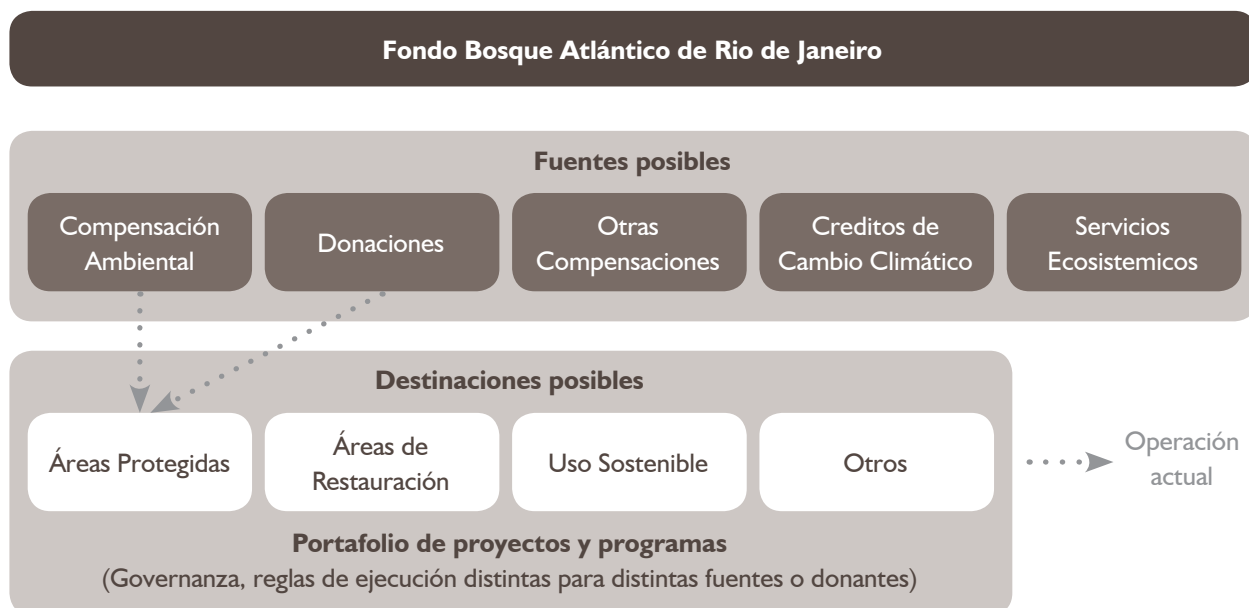 Fondo Bosque Atlántico de Rio de Janeiro
Fuentes posibles
Compensación
Ambiental
Donaciones
Otras
Compensaciones
Creditos de
Cambio Climático
Servicios
Ecosistemicos
Destinaciones posibles
Áreas Protegidas
Áreas de
Restauración
Uso Sostenible
Otros
Operación
actual
Portafolio de proyectos y programas
(Governanza, reglas de ejecución distintas para distintas fuentes o donantes)